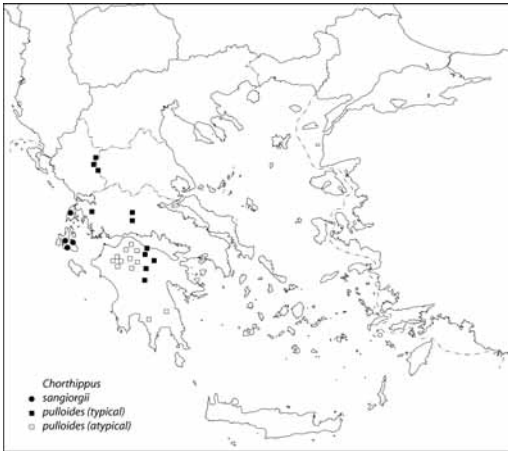 Chorthippus
sangiorgii
pulloides (typical)
pulloides (atypical)